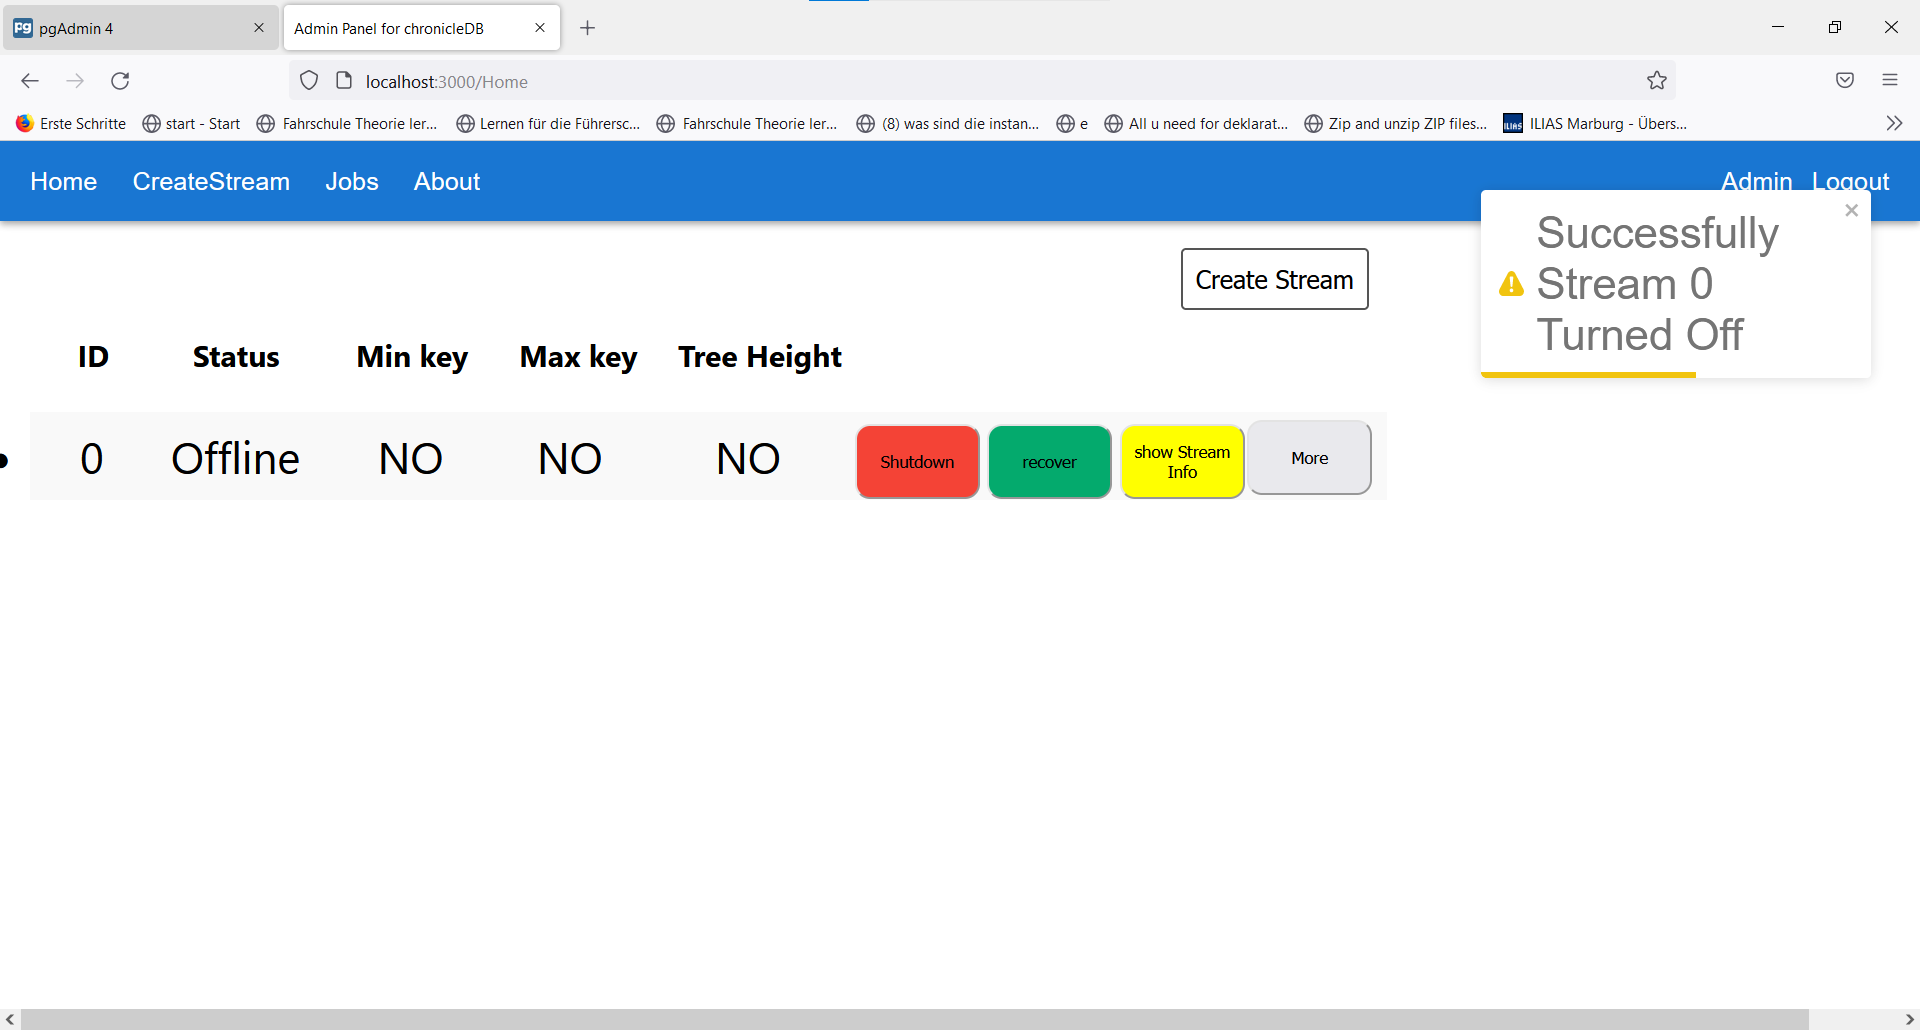 pgAdmin 4
Admin Panel for chronicleDB
localhost:3000/Home
Erste Schritte
start - Start
Fahrschule Theorie ler...
Lernen für die Führersc...
Fahrschule Theorie ler...
(8) was sind die instan...
e
All u need for deklarat...
Zip and unzip ZIP files...
ILIAS Marburg - Übers...
Home CreateStream Jobs About Admin Logout
Successfully
Stream 0
Turned Off
Create Stream
ID Status Min key Max key Tree Height
0 Offline NO NO NO
Shutdown
recover
show Stream
Info
More